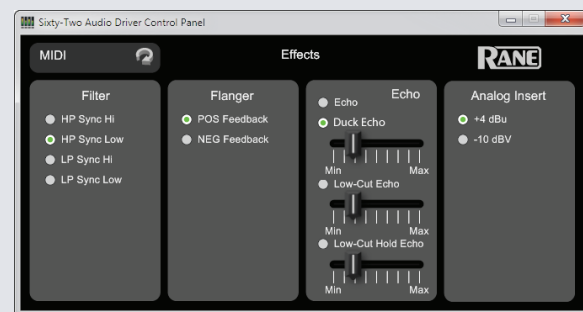 Sixty-Two Audio Driver Control Panel
MIDI
Effects
RANE
Filter
HP Sync Hi
HP Sync Low
LP Sync Hi
LP Sync Low
Flanger
POS Feedback
NEG Feedback
Echo
Echo
Duck Echo
Min Max
Low-Cut Echo
Min Max
Low-Cut Hold Echo
Min Max
Analog Insert
+4 dBu
-10 dBV